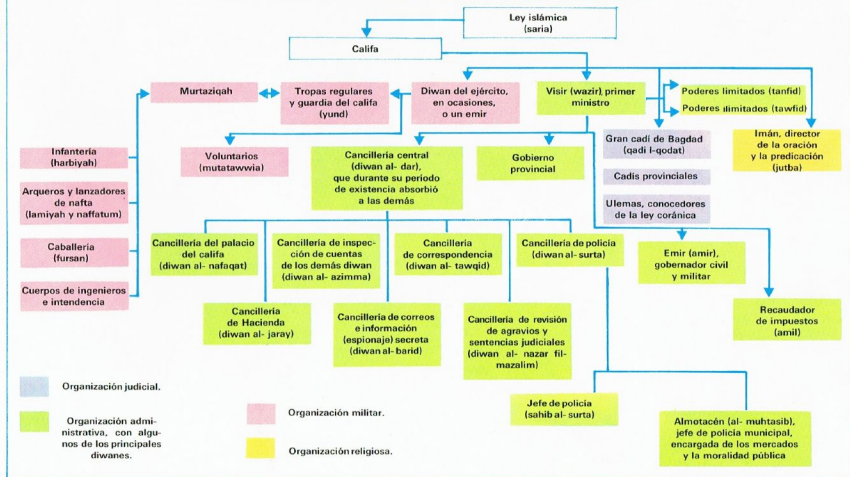 Ley islámica
(saria)
Califa
Murtaziqah
Tropas regulares
y guardia del califa
(yund)
Diwan del ejército,
en ocasiones,
o un emir
Visir (wazir), primer
ministro
Poderes limitados (tanfid)
Poderes ilimitados (tawfid)
Infantería
(harbiyah)
Voluntarios
(mutatawwia)
Cancillería central
(diwan al- dar),
que durante su período
de existencia absorbió
a las demás
Gobierno
provincial
Gran cadí de Bagdad
(qadi l-qodat)
Imán, director
de la oración
y la predicación
(jutba)
Cadis provinciales
Arqueros y lanzadores
de nafta
(lamiyah y naffatum)
Ulemas, conocedores
de la ley coránica
Caballería
(fursan)
Cancillería del palacio
del califa
(diwan al- nafaqat)
Cancillería de inspec-
ción de cuentas
de los demás diwan
(diwan al- azimma)
Cancillería
de correspondencia
(diwan al- tawqid)
Cancillería de policía
(diwan al- surta)
Emir (amir),
gobernador civil
y militar
Cuerpos de ingenieros
e intendencia
Cancillería
de Hacienda
(diwan al- jaray)
Cancillería de correos
e información
(espionaje) secreta
(diwan al- barid)
Cancillería de revisión
de agravios y
sentencias judiciales
(diwan al- nazar fil-
mazalim)
Recaudador
de impuestos
(amil)
Jefe de policía
(sahib al- surta)
Almotacén (al- muhtasib),
jefe de policía municipal,
encargada de los mercados
y la moralidad pública
Organización judicial.
Organización admi-
nistrativa, con algu-
nos de los principales
diwanes.
Organización militar.
Organización religiosa.